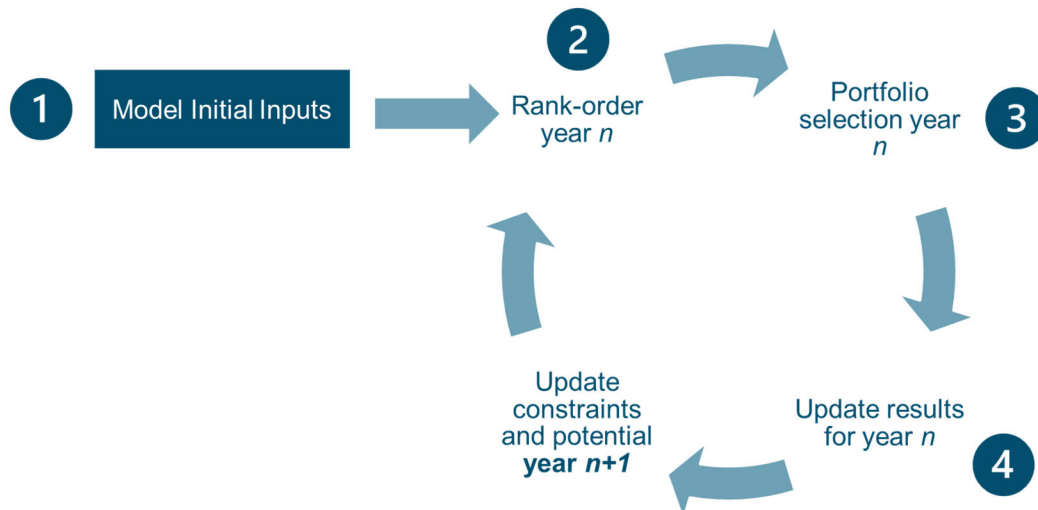 1
Model Initial Inputs
2
Rank-order
year n
Portfolio
selection year
n
3
Update results
for year n
4
Update
constraints
and potential
year n+1